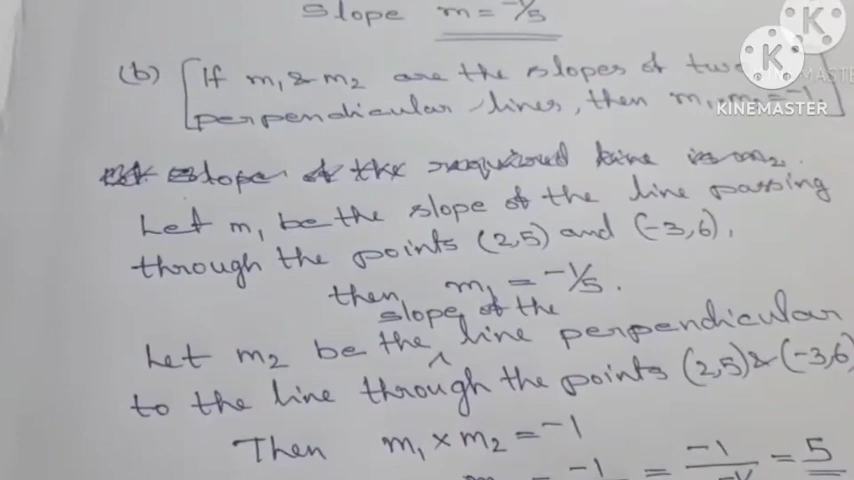 Slope m = -1/5
(b) [If m1 & m2 are the slopes of two
perpendicular lines, then m1 × m2 = -1]
KINEMASTER
slope of the required line is m2.
Let m1 be the slope of the line passing
through the points (2,5) and (-3,6).
then, m1 = -1/5.
slope of the
Let m2 be the ^ line perpendicular
to the line through the points (2,5) & (-3,6)
Then m1 × m2 = -1
= -1 = -1 = 5